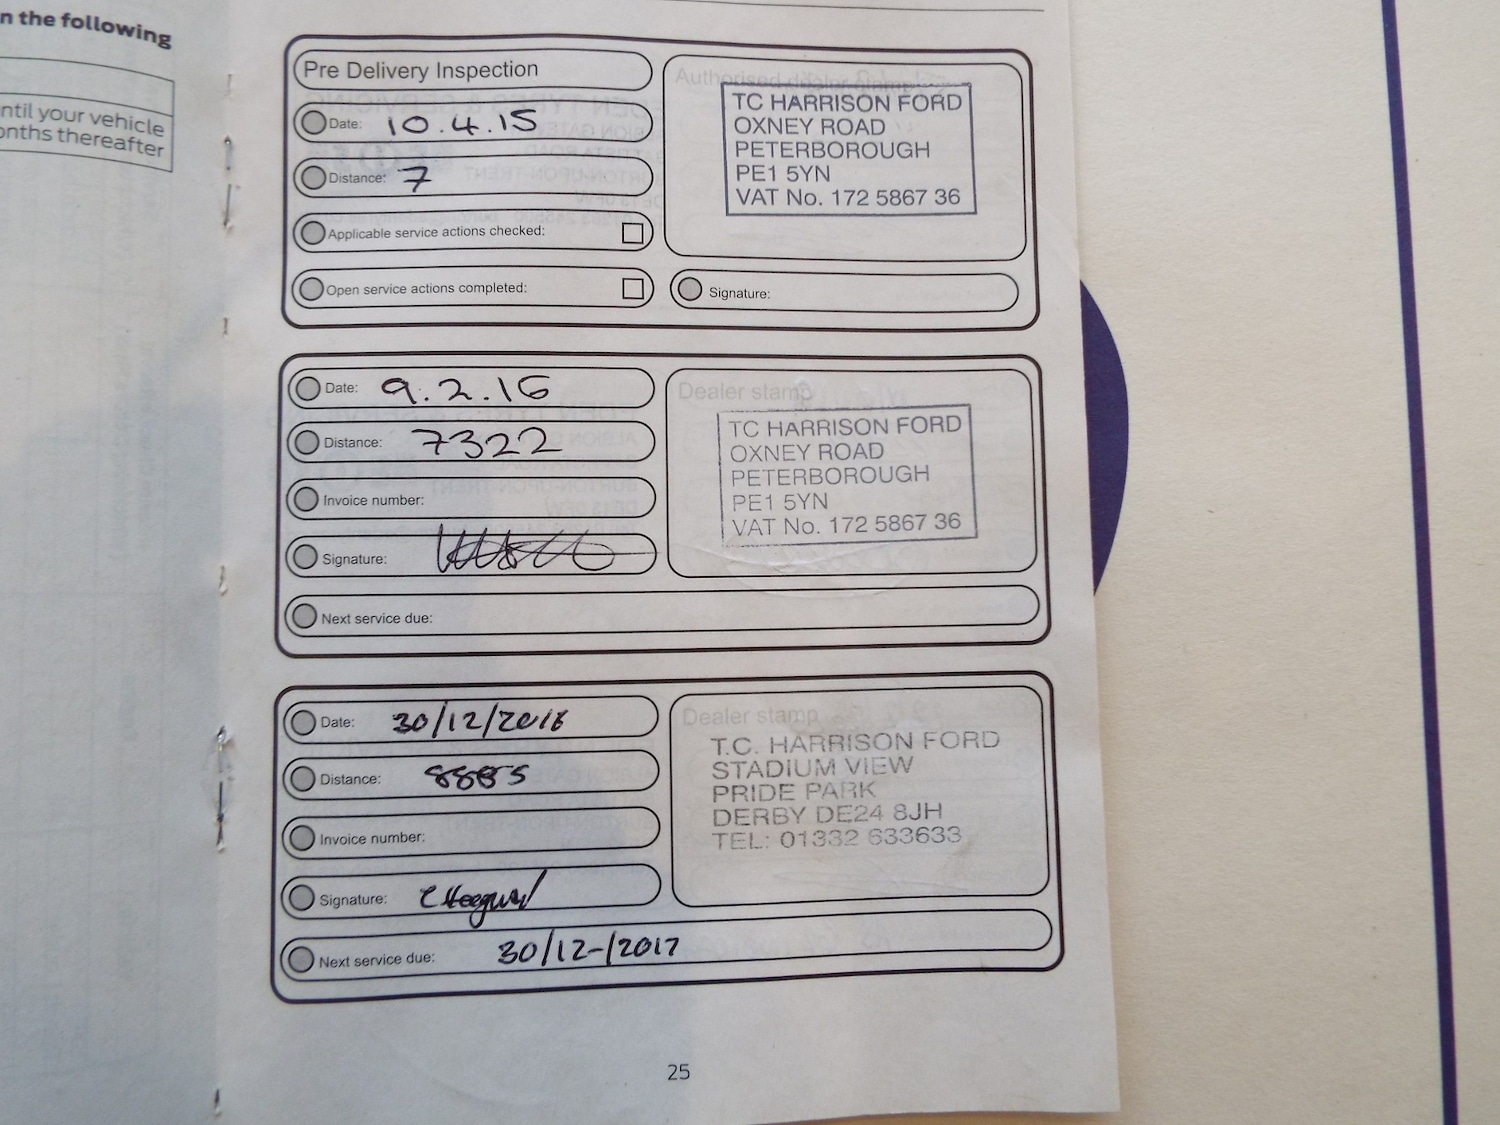 n the following
ntil your vehicle
onths thereafter
Pre Delivery Inspection
Date: 10.4.15
Distance: 7
Applicable service actions checked:
Open service actions completed:
Authorised dealer stamp
TC HARRISON FORD
OXNEY ROAD
PETERBOROUGH
PE1 5YN
VAT No. 172 5867 36
Signature:
Date: 9.2.16
Distance: 7322
Invoice number:
Signature:
Next service due:
Dealer stamp
TC HARRISON FORD
OXNEY ROAD
PETERBOROUGH
PE1 5YN
VAT No. 172 5867 36
Date: 30/12/2016
Distance: 8885
Invoice number:
Signature:
Next service due: 30/12-/2017
Dealer stamp
T.C. HARRISON FORD
STADIUM VIEW
PRIDE PARK
DERBY DE24 8JH
TEL: 01332 633633
25